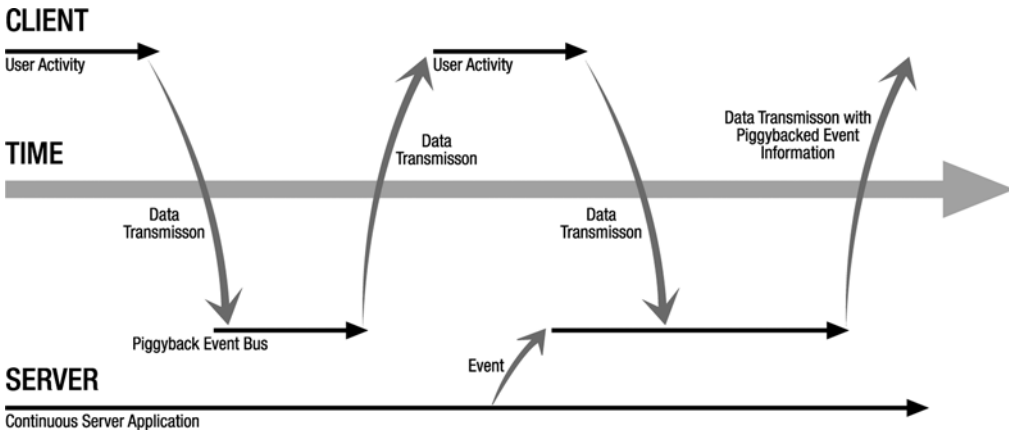 CLIENT
User Activity
User Activity
Data Transmisson with
Piggybacked Event
Information
Data
Transmisson
TIME
Data
Transmisson
Data
Transmisson
Piggyback Event Bus
Event
SERVER
Continuous Server Application